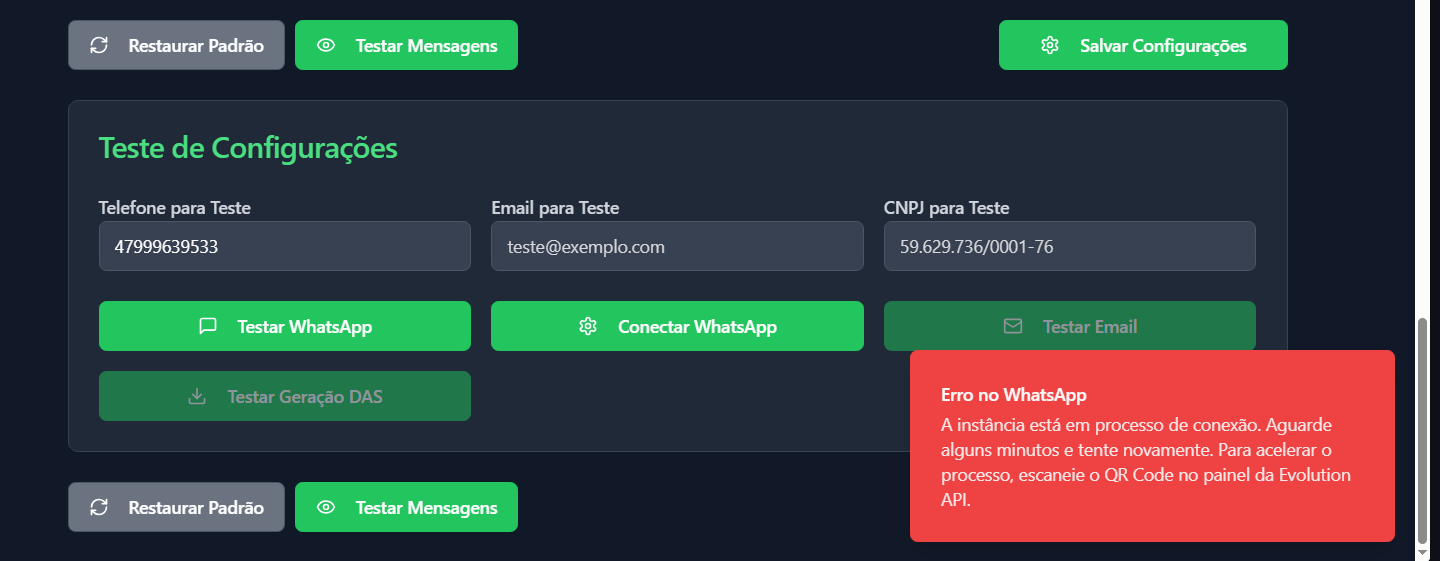 Restaurar Padrão
Testar Mensagens
Salvar Configurações
Teste de Configurações
Telefone para Teste
Email para Teste
CNPJ para Teste
47999639533
teste@exemplo.com
59.629.736/0001-76
Testar WhatsApp
Conectar WhatsApp
Testar Email
Testar Geração DAS
Erro no WhatsApp
A instância está em processo de conexão. Aguarde
alguns minutos e tente novamente. Para acelerar o
processo, escaneie o QR Code no painel da Evolution
API.
Restaurar Padrão
Testar Mensagens